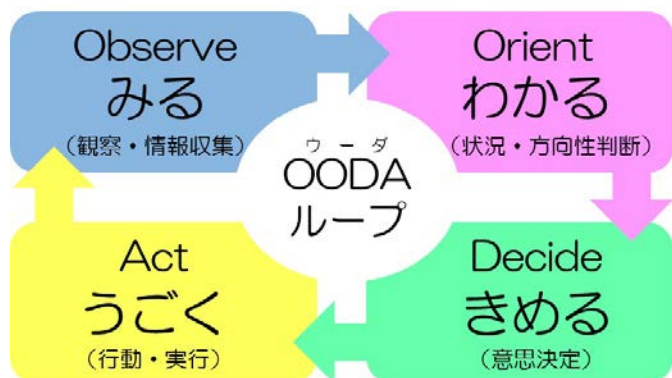 Observe
みる
(観察・情報収集)
Orient
わかる
(状況・方向性判断)
ウーダ
OODA
ループ
Act
うごく
(行動・実行)
Decide
きめる
(意思決定)